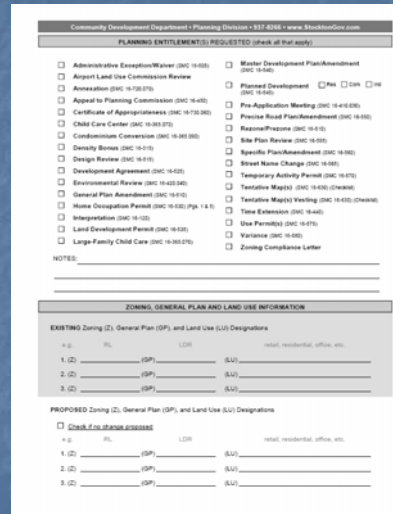 Community Development Department • Planning Division • 937-8266 • www.StocktonGov.com
PLANNING ENTITLEMENT(S) REQUESTED (check all that apply)
☐ Administrative Exception/Waiver (SMC 16-505)
☐ Airport Land Use Commission Review
☐ Annexation (SMC 16-730.070)
☐ Appeal to Planning Commission (SMC 16-450)
☐ Certificate of Appropriateness (SMC 16-730.060)
☐ Child Care Center (SMC 16-365.070)
☐ Condominium Conversion (SMC 16-365.080)
☐ Density Bonus (SMC 16-515)
☐ Design Review (SMC 16-515)
☐ Development Agreement (SMC 16-525)
☐ Environmental Review (SMC 16-420.040)
☐ General Plan Amendment (SMC 16-510)
☐ Home Occupation Permit (SMC 16-530) (Pgs. 1 & 5)
☐ Interpretation (SMC 16-120)
☐ Land Development Permit (SMC 16-535)
☐ Large-Family Child Care (SMC 16-365.070)
☐ Master Development Plan/Amendment
(SMC 16-540)
☐ Planned Development ☐ Res ☐ Com ☐ Ind
(SMC 16-545)
☐ Pre-Application Meeting (SMC 16-410.030)
☐ Precise Road Plan/Amendment (SMC 16-550)
☐ Rezone/Prezone (SMC 16-510)
☐ Site Plan Review (SMC 16-555)
☐ Specific Plan/Amendment (SMC 16-560)
☐ Street Name Change (SMC 16-565)
☐ Temporary Activity Permit (SMC 16-570)
☐ Tentative Map(s) (SMC 16-630) (Checklist)
☐ Tentative Map(s) Vesting (SMC 16-630) (Checklist)
☐ Time Extension (SMC 16-440)
☐ Use Permit(s) (SMC 16-575)
☐ Variance (SMC 16-580)
☐ Zoning Compliance Letter
NOTES:
ZONING, GENERAL PLAN AND LAND USE INFORMATION
EXISTING Zoning (Z), General Plan (GP), and Land Use (LU) Designations
e.g. RL LDR retail, residential, office, etc.
1. (Z) (GP) (LU)
2. (Z) (GP) (LU)
3. (Z) (GP) (LU)
PROPOSED Zoning (Z), General Plan (GP), and Land Use (LU) Designations
☐ Check if no change proposed
e.g. RL LDR retail, residential, office, etc.
1. (Z) (GP) (LU)
2. (Z) (GP) (LU)
3. (Z) (GP) (LU)